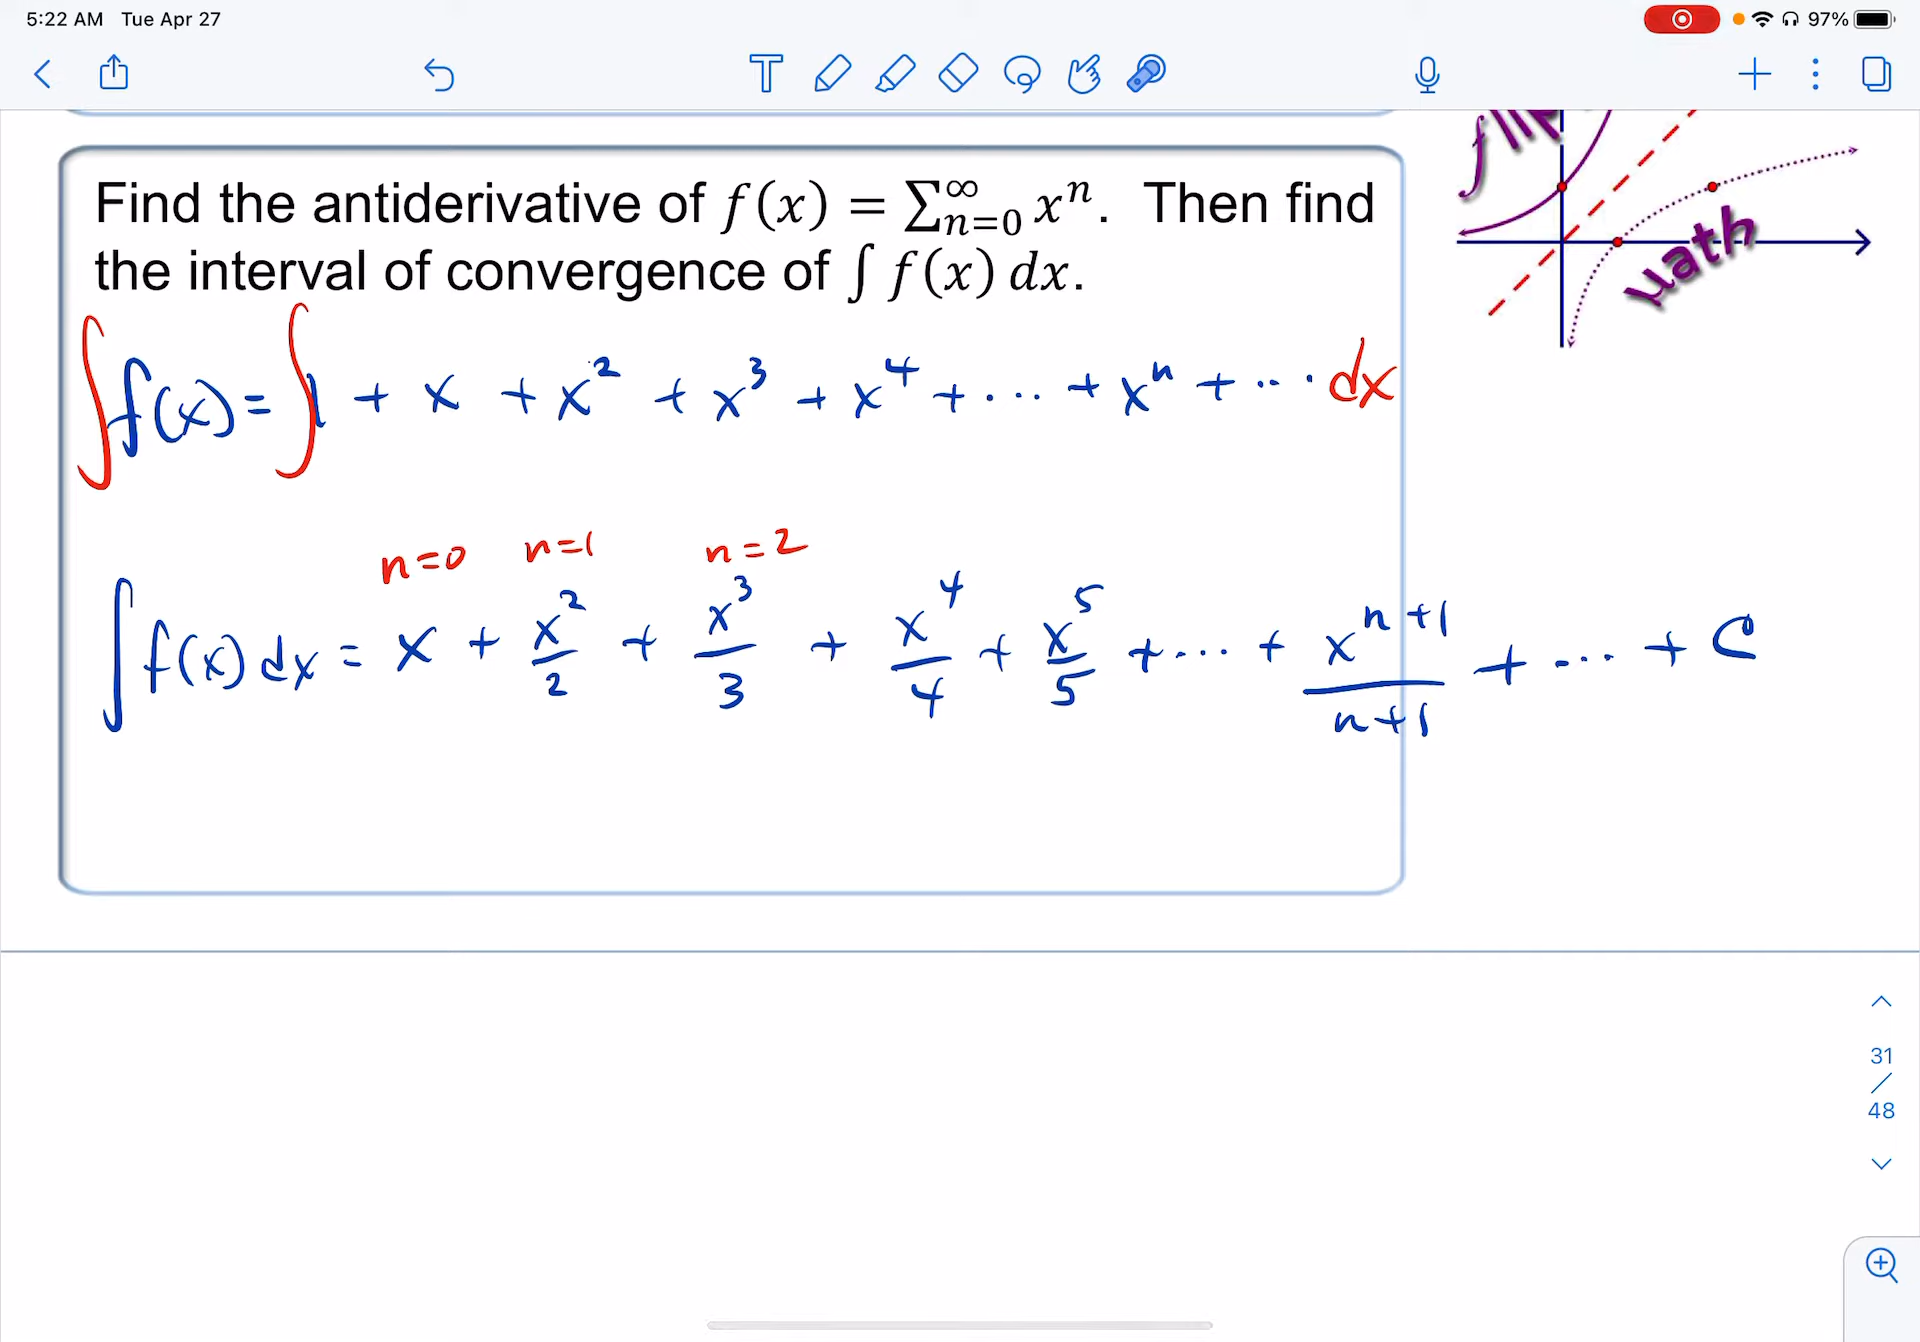 5:22 AM Tue Apr 27
97%
T
Find the antiderivative of f(x) = ∑_{n=0}^{∞} xⁿ. Then find
the interval of convergence of ∫ f(x) dx.
∫f(x) = ∫1 + x + x² + x³ + x⁴ + ... + xⁿ + ... dx
n=0 n=1 n=2
∫f(x)dx = x + x²/2 + x³/3 + x⁴/4 + x⁵/5 + ... + xⁿ⁺¹/n+1 + ... + C
math
31
/
48